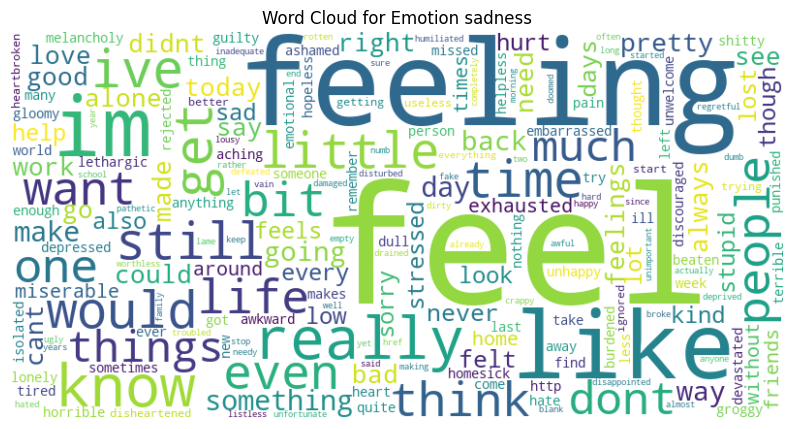 Word Cloud for Emotion sadness
melancholy
didnt
guilty
ashamed
right
missed
hurt
pretty
often
long
shitty
rotten
humiliated
inadequate
sure
started
completely
heartbroken
love
ive
thing
feeling
good
many
alone
today
rejected
better
sad
emotional
end
hopeless
getting
useless
times
helpless
need
morning
doomed
days
pain
thought
unwelcome
see
lost
regretful
though
gloomy
im
year
help
world
say
lousy
get
little
person
back
embarrassed
left
much
work
school
lethargic
made
rather
defeated
aching
someone
numb
everything
two
start
dumb
want
enough
go
vain
let
damaged
disturbed
remember
fake
day
time
try
hard
happy
since
trying
discouraged
always
punished
people
pathetic
anything
bit
feel
dirty
exhausted
ill
feelings
make
also
still
feels
empty
dull
stressed
nothing
beaten
stupid
one
depressed
lame
keep
going
drained
already
awful
unhappy
lot
unimportant
week
terrible
miserable
worthless
could
around
every
look
actually
deprived
would
life
makes
well
sorry
crappy
burdened
ignored
broke
kind
without
isolated
cant
family
ever
awkward
new
low
really
never
like
take
less
anyone
devastated
friends
ugly
years
things
troubled
got
stop
needy
yet
href
last
home
away
lonely
sometimes
even
said
making
bad
felt
homesick
find
way
tired
know
something
heart
come
http
disappointed
hated
horrible
disheartened
listless
unfortunate
quite
think
hate
blank
dont
almost
groggy